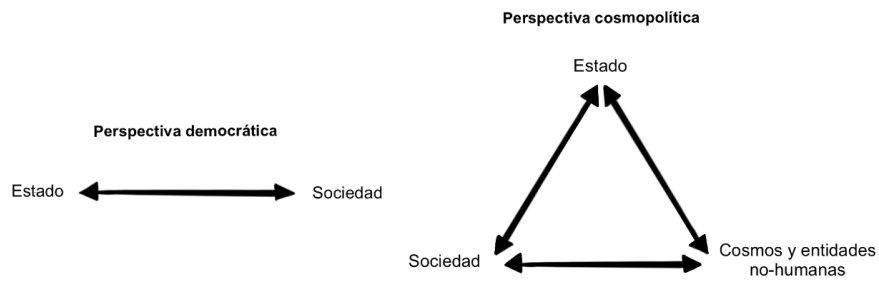 Perspectiva democrática
Estado
Sociedad
Perspectiva cosmopolítica
Estado
Sociedad
Cosmos y entidades
no-humanas